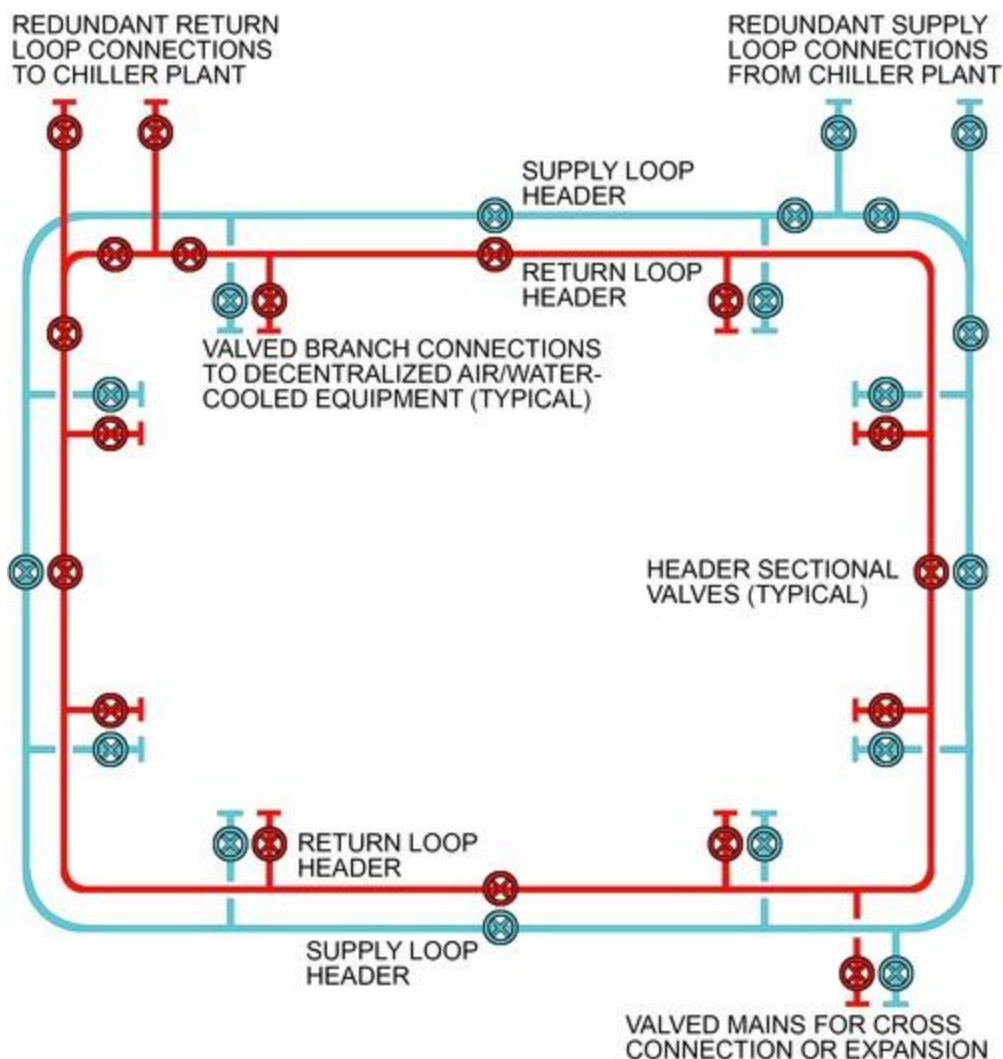 REDUNDANT RETURN
LOOP CONNECTIONS
TO CHILLER PLANT
REDUNDANT SUPPLY
LOOP CONNECTIONS
FROM CHILLER PLANT
SUPPLY LOOP
HEADER
RETURN LOOP
HEADER
VALVED BRANCH CONNECTIONS
TO DECENTRALIZED AIR/WATER-
COOLED EQUIPMENT (TYPICAL)
HEADER SECTIONAL
VALVES (TYPICAL)
RETURN LOOP
HEADER
SUPPLY LOOP
HEADER
VALVED MAINS FOR CROSS
CONNECTION OR EXPANSION